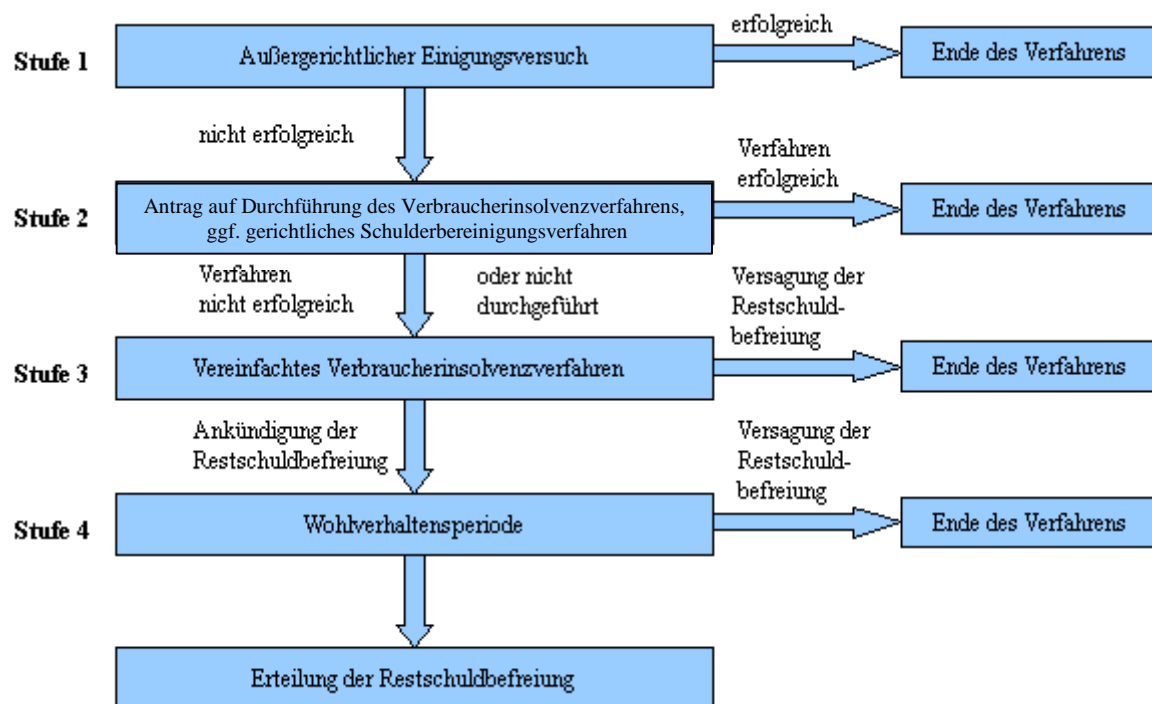 erfolgreich
Stufe 1
Außergerichtlicher Einigungsversuch
Ende des Verfahrens
nicht erfolgreich
Verfahren
erfolgreich
Stufe 2
Antrag auf Durchführung des Verbraucherinsolvenzverfahrens,
ggf. gerichtliches Schulderbereinigungsverfahren
Ende des Verfahrens
Verfahren
nicht erfolgreich
oder nicht
durchgeführt
Versagung der
Restschuld-
befreiung
Stufe 3
Vereinfachtes Verbraucherinsolvenzverfahren
Ende des Verfahrens
Ankündigung der
Restschuldbefreiung
Versagung der
Restschuld-
befreiung
Stufe 4
Wohlverhaltensperiode
Ende des Verfahrens
Erteilung der Restschuldbefreiung